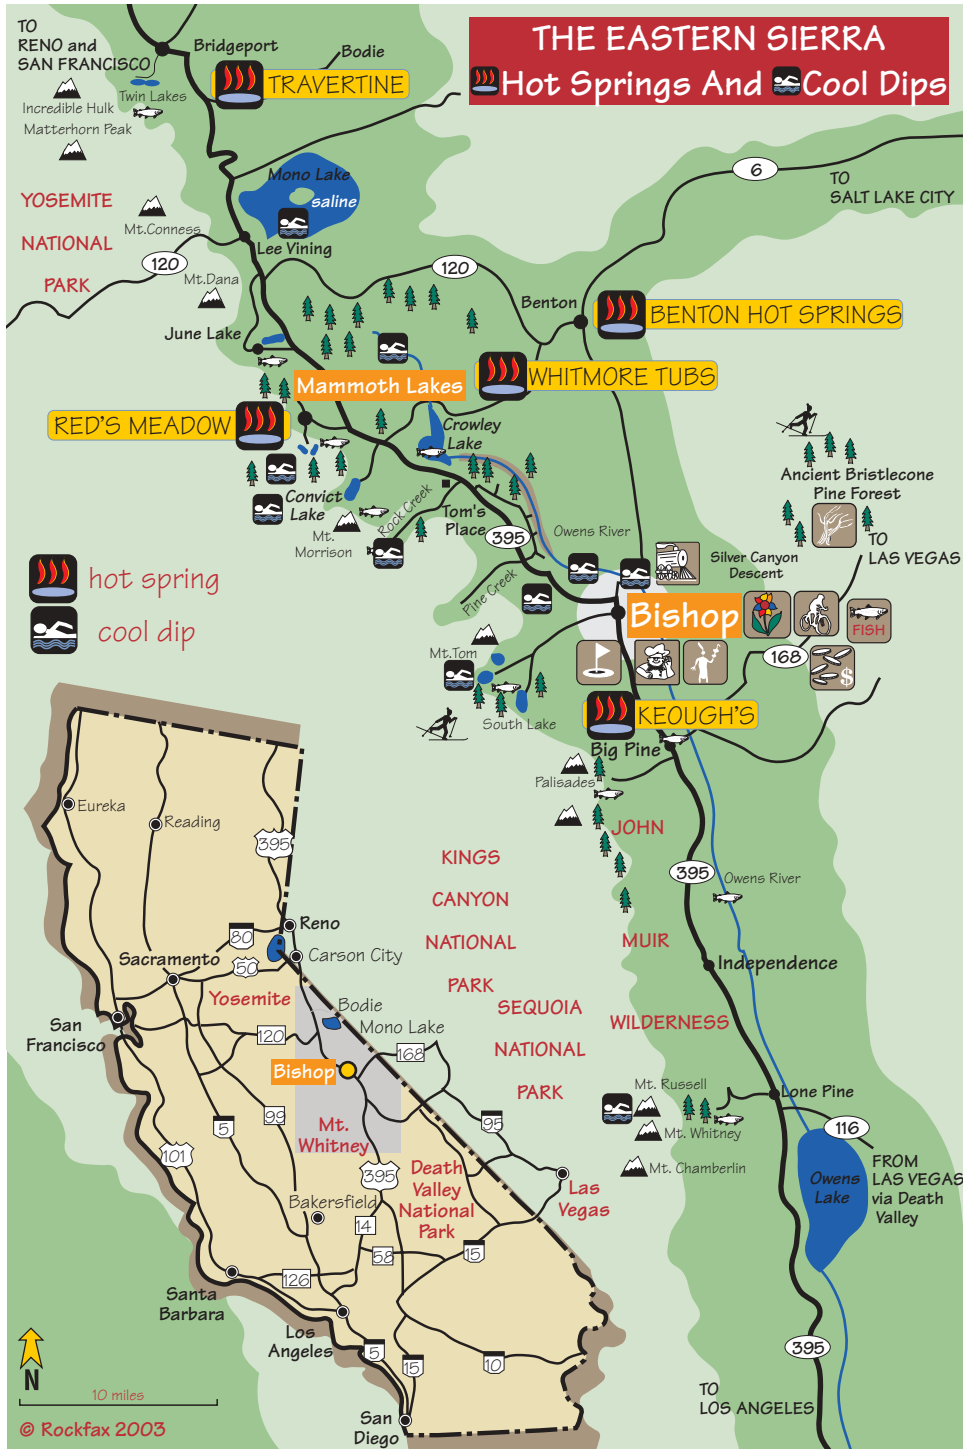 THE EASTERN SIERRA
Hot Springs And Cool Dips
TO
RENO and
SAN FRANCISCO
Bridgeport
Bodie
TRAVERTINE
Twin Lakes
Incredible Hulk
Matterhorn Peak
6
TO
SALT LAKE CITY
Mono Lake
saline
YOSEMITE
NATIONAL
PARK
Mt.Conness
Lee Vining
120
120
Mt.Dana
Benton
BENTON HOT SPRINGS
June Lake
Mammoth Lakes
WHITMORE TUBS
RED'S MEADOW
Crowley
Lake
Ancient Bristlecone
Pine Forest
Convict
Lake
Rock Creek
Tom's
Place
Mt.
Morrison
395
Owens River
TO
LAS VEGAS
Silver Canyon
Descent
hot spring
Pine Creek
cool dip
Bishop
FISH
168
$
Mt.Tom
South Lake
KEOUGH'S
Big Pine
Palisades
JOHN
MUIR
WILDERNESS
KINGS
CANYON
NATIONAL
PARK
SEQUOIA
NATIONAL
PARK
395
Owens River
Independence
Mt. Russell
Lone Pine
Mt. Whitney
116
Mt. Chamberlin
Owens
Lake
FROM
LAS VEGAS
via Death
Valley
395
TO
LOS ANGELES
Eureka
Reading
395
Reno
80
Carson City
Sacramento
50
Yosemite
Bodie
San
Francisco
120
Mono Lake
168
Bishop
99
5
95
Mt.
Whitney
101
395
Death
Valley
National
Park
Las
Vegas
Bakersfield
14
58
15
126
Santa
Barbara
Los
Angeles
5
15
10
San
Diego
N
10 miles
© Rockfax 2003